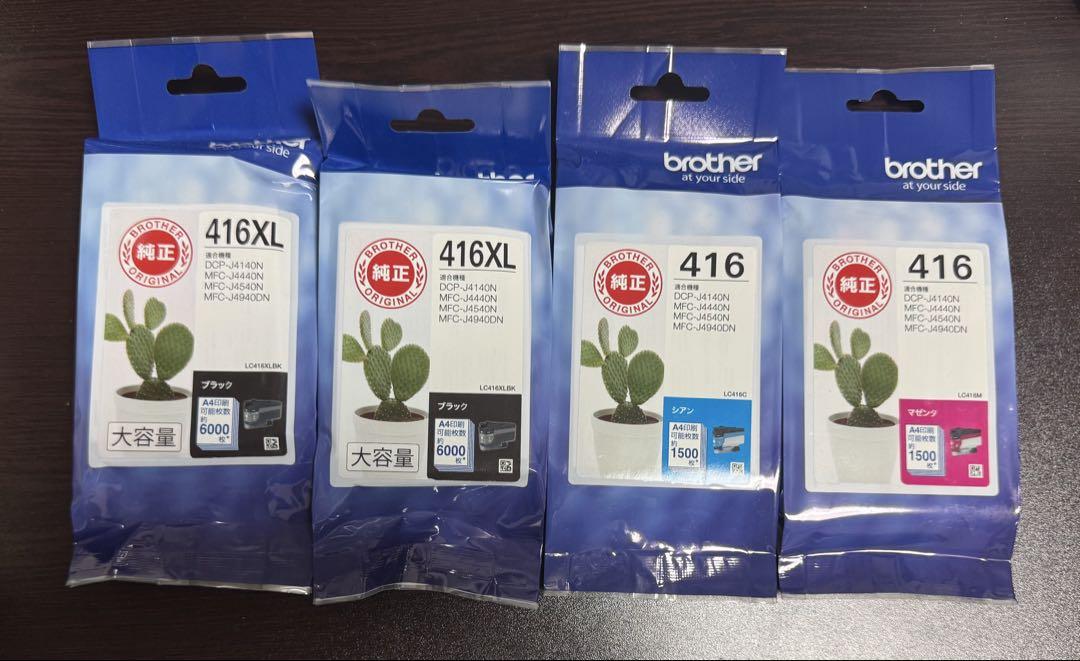 your side
BROTHER
純正
ORIGINAL
416XL
適合機種
DCP-J4140N
MFC-J4440N
MFC-J4540N
MFC-J4940DN
LC416XLBK
ブラック
A4印刷
可能枚数
約
6000
枚*
大容量
BROTHER
純正
ORIGINAL
416XL
適合機種
DCP-J4140N
MFC-J4440N
MFC-J4540N
MFC-J4940DN
LC416XLBK
ブラック
A4印刷
可能枚数
約
6000
枚*
大容量
brother
at your side
BROTHER
純正
ORIGINAL
416
適合機種
DCP-J4140N
MFC-J4440N
MFC-J4540N
MFC-J4940DN
LC416C
シアン
A4印刷
可能枚数
約
1500
枚*
brother
at your side
BROTHER
純正
ORIGINAL
416
適合機種
DCP-J4140N
MFC-J4440N
MFC-J4540N
MFC-J4940DN
LC416M
マゼンタ
A4印刷
可能枚数
約
1500
枚*